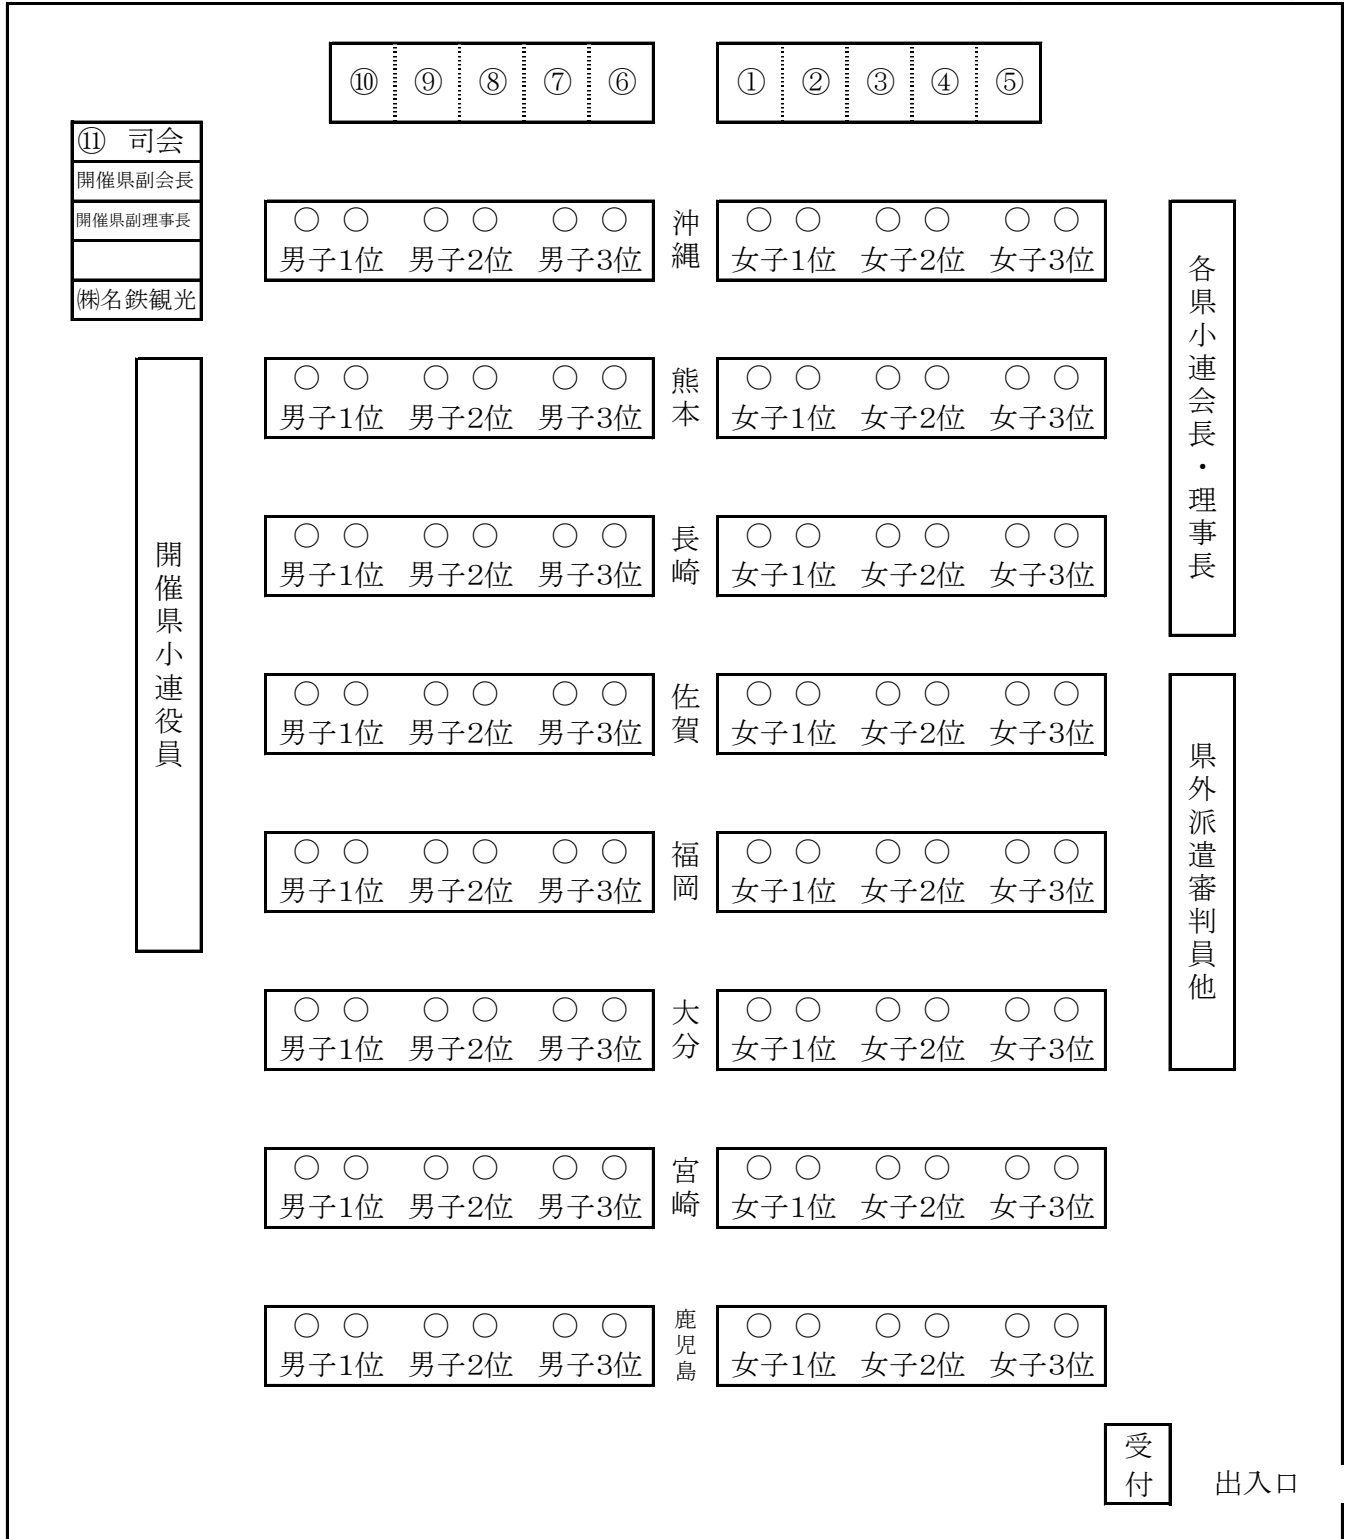 ⑩ ⑨ ⑧ ⑦ ⑥ ① ② ③ ④ ⑤
⑪ 司会
開催県副会長
開催県副理事長
㈱名鉄観光
開催県小連役員
○ ○ ○ ○ ○ ○ 沖縄 ○ ○ ○ ○ ○ ○
男子1位 男子2位 男子3位 女子1位 女子2位 女子3位
○ ○ ○ ○ ○ ○ 熊本 ○ ○ ○ ○ ○ ○
男子1位 男子2位 男子3位 女子1位 女子2位 女子3位
○ ○ ○ ○ ○ ○ 長崎 ○ ○ ○ ○ ○ ○
男子1位 男子2位 男子3位 女子1位 女子2位 女子3位
○ ○ ○ ○ ○ ○ 佐賀 ○ ○ ○ ○ ○ ○
男子1位 男子2位 男子3位 女子1位 女子2位 女子3位
○ ○ ○ ○ ○ ○ 福岡 ○ ○ ○ ○ ○ ○
男子1位 男子2位 男子3位 女子1位 女子2位 女子3位
○ ○ ○ ○ ○ ○ 大分 ○ ○ ○ ○ ○ ○
男子1位 男子2位 男子3位 女子1位 女子2位 女子3位
○ ○ ○ ○ ○ ○ 宮崎 ○ ○ ○ ○ ○ ○
男子1位 男子2位 男子3位 女子1位 女子2位 女子3位
○ ○ ○ ○ ○ ○ 鹿児島 ○ ○ ○ ○ ○ ○
男子1位 男子2位 男子3位 女子1位 女子2位 女子3位
各県小連会長・理事長
県外派遣審判員他
受付
出入口